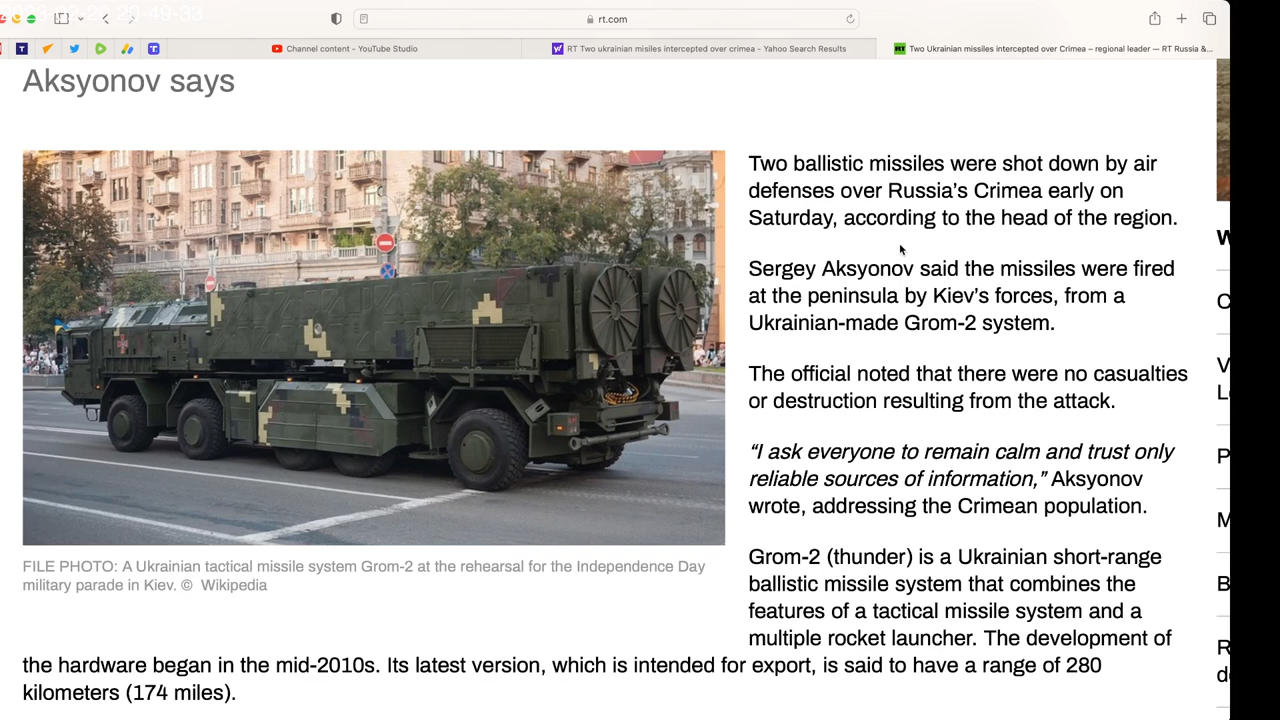 rt.com
Channel content – YouTube Studio
RT Two ukrainian misiles intercepted over crimea - Yahoo Search Results
Two Ukrainian missiles intercepted over Crimea – regional leader — RT Russia &...
Aksyonov says
Two ballistic missiles were shot down by air
defenses over Russia’s Crimea early on
Saturday, according to the head of the region.
Sergey Aksyonov said the missiles were fired
at the peninsula by Kiev’s forces, from a
Ukrainian-made Grom-2 system.
The official noted that there were no casualties
or destruction resulting from the attack.
“I ask everyone to remain calm and trust only
reliable sources of information,” Aksyonov
wrote, addressing the Crimean population.
Grom-2 (thunder) is a Ukrainian short-range
ballistic missile system that combines the
features of a tactical missile system and a
multiple rocket launcher. The development of
the hardware began in the mid-2010s. Its latest version, which is intended for export, is said to have a range of 280
kilometers (174 miles).
FILE PHOTO: A Ukrainian tactical missile system Grom-2 at the rehearsal for the Independence Day
military parade in Kiev. © Wikipedia